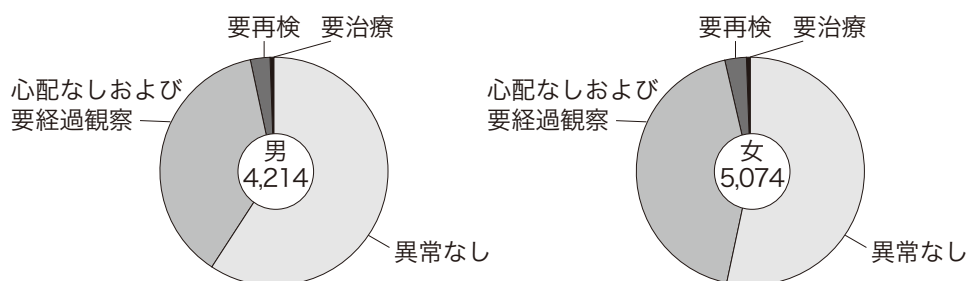 要再検 要治療
心配なしおよび
要経過観察
男
4,214
異常なし
要再検 要治療
心配なしおよび
要経過観察
女
5,074
異常なし